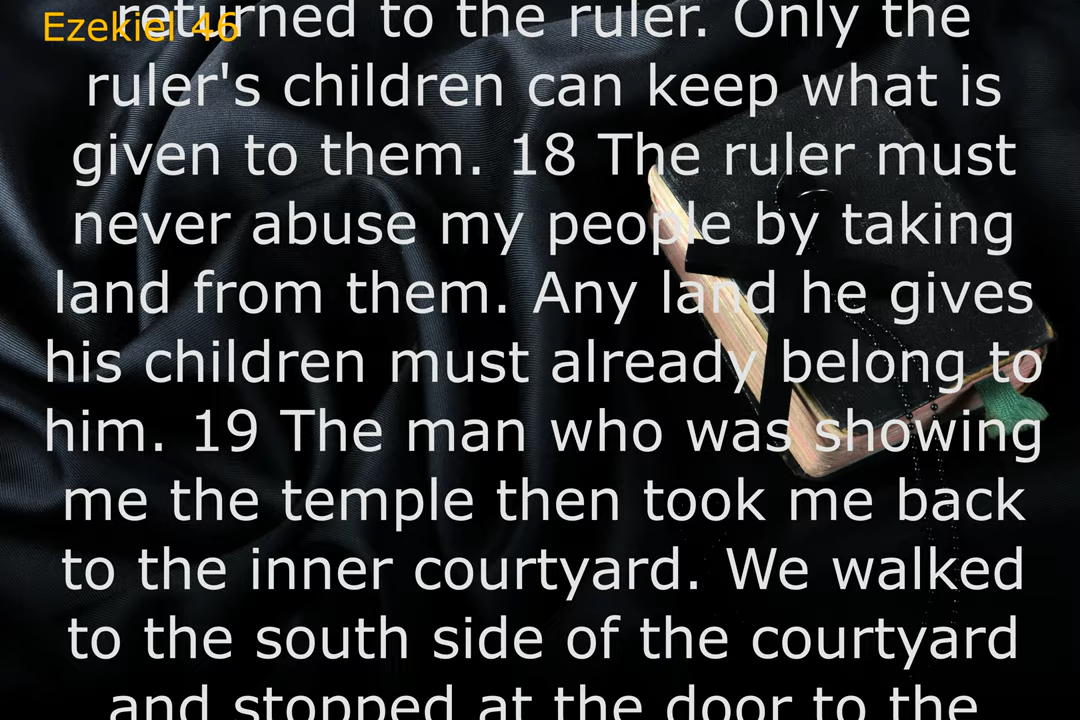 Ezekiel 46
returned to the ruler. Only the
ruler's children can keep what is
given to them. 18 The ruler must
never abuse my people by taking
land from them. Any land he gives
his children must already belong to
him. 19 The man who was showing
me the temple then took me back
to the inner courtyard. We walked
to the south side of the courtyard
and stopped at the door to the